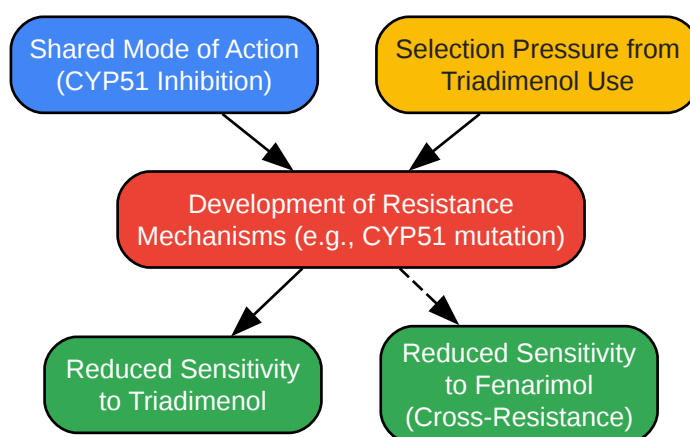 Shared Mode of Action
(CYP51 Inhibition)
Selection Pressure from
Triadimenol Use
Development of Resistance
Mechanisms (e.g., CYP51 mutation)
Reduced Sensitivity
to Triadimenol
Reduced Sensitivity
to Fenarimol
(Cross-Resistance)